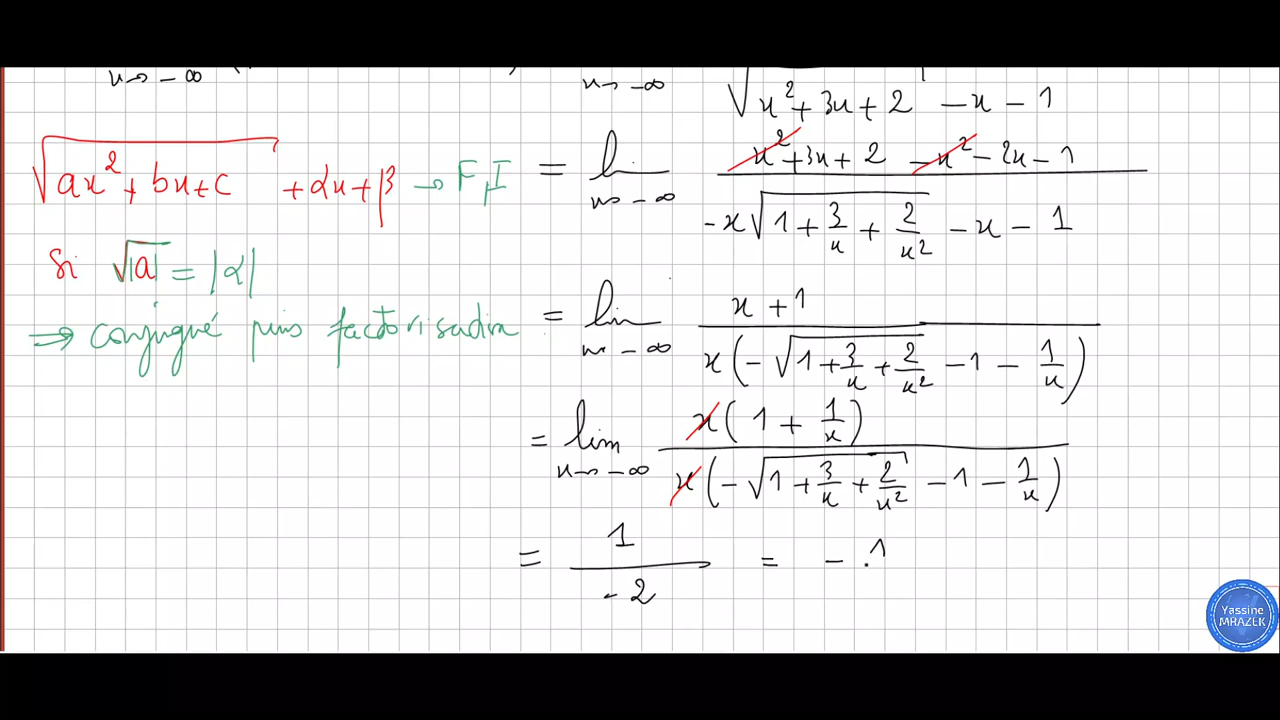 x → -∞
x → -∞
√(x² + 3x + 2) - x - 1
√(ax² + bx + c) + αx + β → FI
si √|a| = |α|
⇒ conjugué puis factorisation
= lim x → -∞ (x² + 3x + 2 - x² - 2x - 1) / (-x√(1 + 3/x + 2/x²) - x - 1)
= lim x → -∞ (x + 1) / (x(-√(1 + 3/x + 2/x²) - 1 - 1/x))
= lim x → -∞ (x(1 + 1/x)) / (x(-√(1 + 3/x + 2/x²) - 1 - 1/x))
= 1 / -2 = - 1
Yassine
MRAZEK